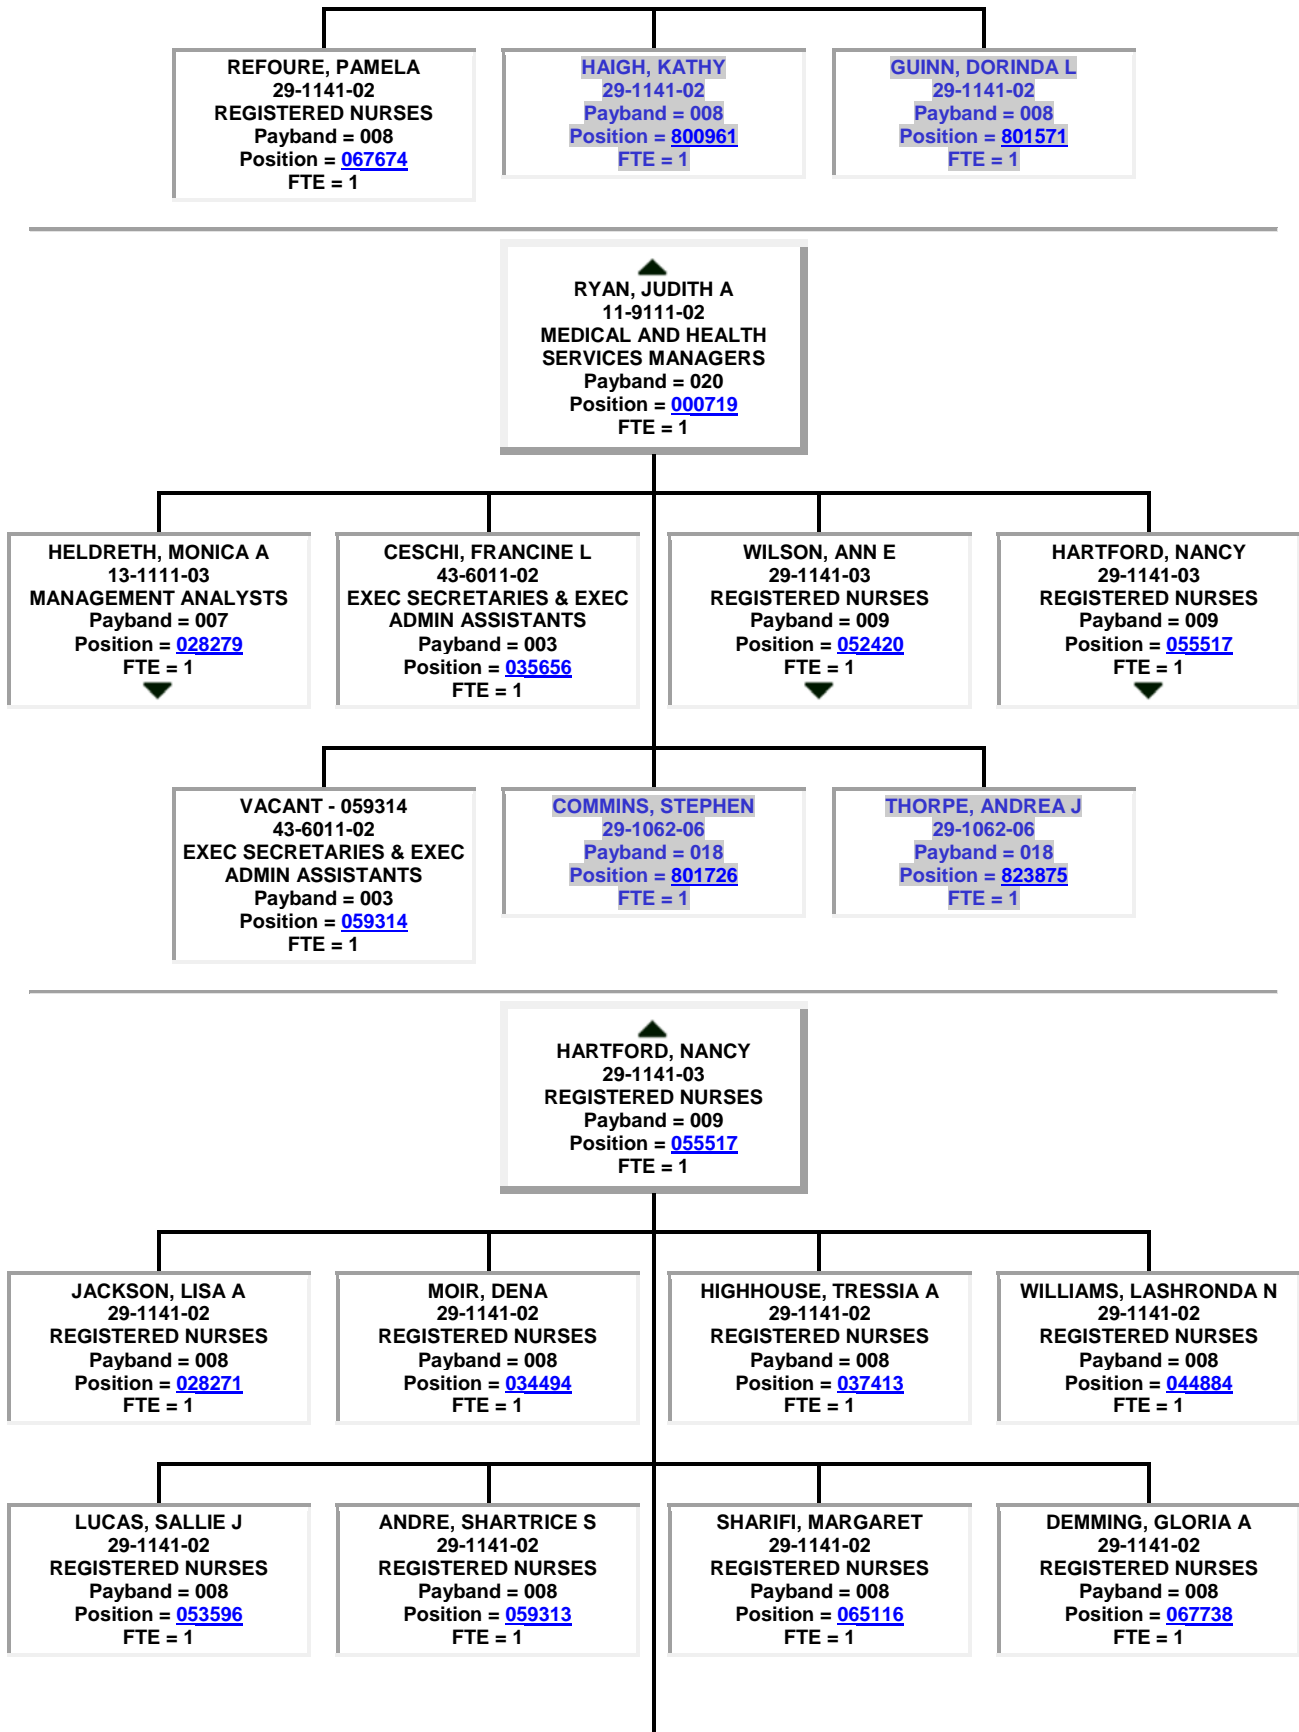 REFOURE, PAMELA
29-1141-02
REGISTERED NURSES
Payband = 008
Position = 067674
FTE = 1
HAIGH, KATHY
29-1141-02
Payband = 008
Position = 800961
FTE = 1
GUINN, DORINDA L
29-1141-02
Payband = 008
Position = 801571
FTE = 1
RYAN, JUDITH A
11-9111-02
MEDICAL AND HEALTH
SERVICES MANAGERS
Payband = 020
Position = 000719
FTE = 1
HELDRETH, MONICA A
13-1111-03
MANAGEMENT ANALYSTS
Payband = 007
Position = 028279
FTE = 1
CESCHI, FRANCINE L
43-6011-02
EXEC SECRETARIES & EXEC
ADMIN ASSISTANTS
Payband = 003
Position = 035656
FTE = 1
WILSON, ANN E
29-1141-03
REGISTERED NURSES
Payband = 009
Position = 052420
FTE = 1
HARTFORD, NANCY
29-1141-03
REGISTERED NURSES
Payband = 009
Position = 055517
FTE = 1
VACANT - 059314
43-6011-02
EXEC SECRETARIES & EXEC
ADMIN ASSISTANTS
Payband = 003
Position = 059314
FTE = 1
COMMINS, STEPHEN
29-1062-06
Payband = 018
Position = 801726
FTE = 1
THORPE, ANDREA J
29-1062-06
Payband = 018
Position = 823875
FTE = 1
HARTFORD, NANCY
29-1141-03
REGISTERED NURSES
Payband = 009
Position = 055517
FTE = 1
JACKSON, LISA A
29-1141-02
REGISTERED NURSES
Payband = 008
Position = 028271
FTE = 1
MOIR, DENA
29-1141-02
REGISTERED NURSES
Payband = 008
Position = 034494
FTE = 1
HIGHHOUSE, TRESSIA A
29-1141-02
REGISTERED NURSES
Payband = 008
Position = 037413
FTE = 1
WILLIAMS, LASHRONDA N
29-1141-02
REGISTERED NURSES
Payband = 008
Position = 044884
FTE = 1
LUCAS, SALLIE J
29-1141-02
REGISTERED NURSES
Payband = 008
Position = 053596
FTE = 1
ANDRE, SHARTRICE S
29-1141-02
REGISTERED NURSES
Payband = 008
Position = 059313
FTE = 1
SHARIFI, MARGARET
29-1141-02
REGISTERED NURSES
Payband = 008
Position = 065116
FTE = 1
DEMMING, GLORIA A
29-1141-02
REGISTERED NURSES
Payband = 008
Position = 067738
FTE = 1